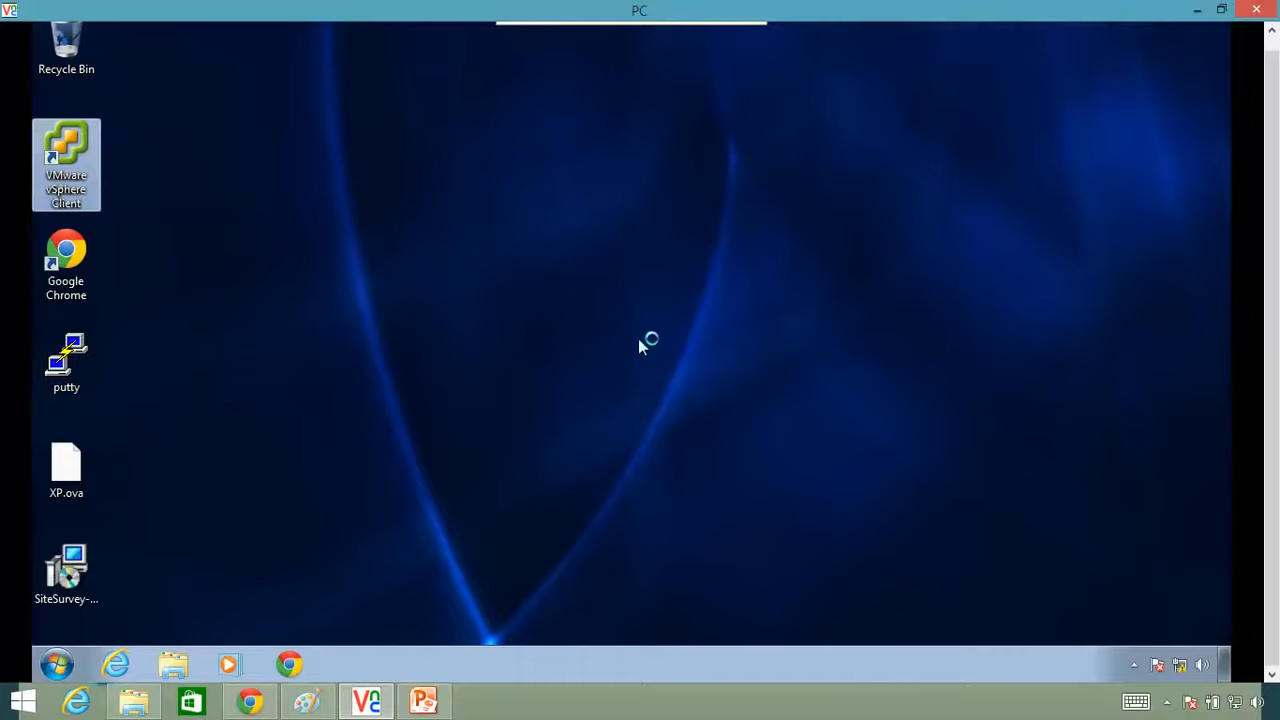 PC
Recycle Bin
VMware
vSphere
Client
Google
Chrome
putty
XP.ova
SiteSurvey-...